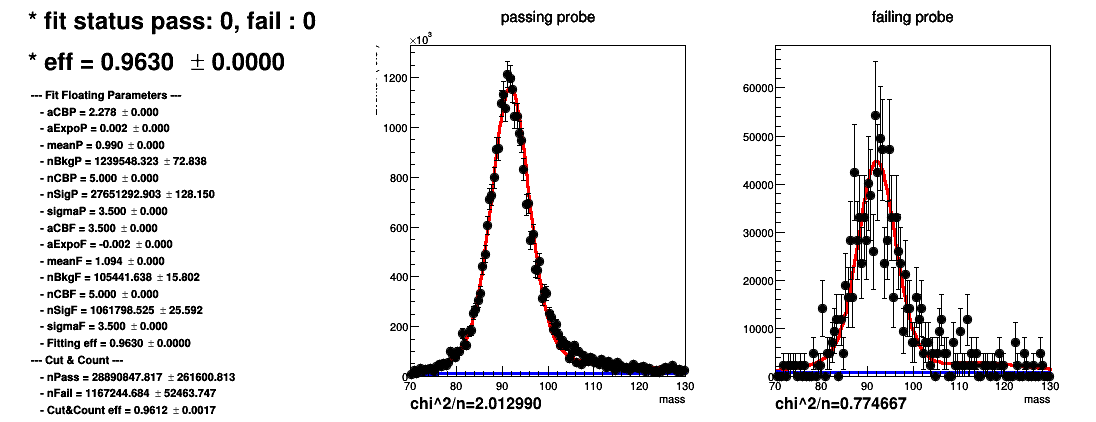 * fit status pass: 0, fail : 0
* eff = 0.9630 ± 0.0000
--- Fit Floating Parameters ---
- aCBP = 2.278 ± 0.000
- aExpoP = 0.002 ± 0.000
- meanP = 0.990 ± 0.000
- nBkgP = 1239548.323 ± 72.838
- nCBP = 5.000 ± 0.000
- nSigP = 27651292.903 ± 128.150
- sigmaP = 3.500 ± 0.000
- aCBF = 3.500 ± 0.000
- aExpoF = -0.002 ± 0.000
- meanF = 1.094 ± 0.000
- nBkgF = 105441.638 ± 15.802
- nCBF = 5.000 ± 0.000
- nSigF = 1061798.525 ± 25.592
- sigmaF = 3.500 ± 0.000
- Fitting eff = 0.9630 ± 0.0000
--- Cut & Count ---
- nPass = 28890847.817 ± 261600.813
- nFail = 1167244.684 ± 52463.747
- Cut&Count eff = 0.9612 ± 0.0017
passing probe
×10³
1200
1000
800
600
400
200
0
70 80 90 100 110 120 130
mass
chi^2/n=2.012990
failing probe
60000
50000
40000
30000
20000
10000
0
70 80 90 100 110 120 130
mass
chi^2/n=0.774667